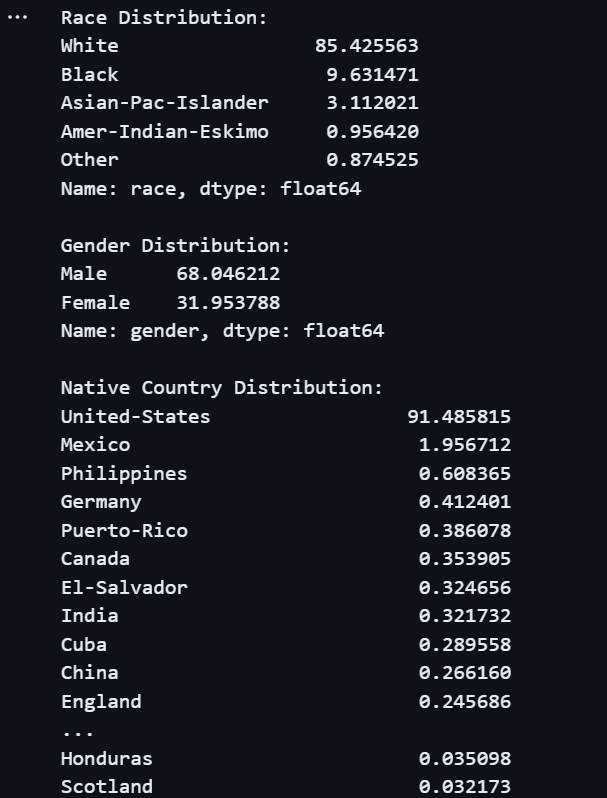 ...
Race Distribution:
White 85.425563
Black 9.631471
Asian-Pac-Islander 3.112021
Amer-Indian-Eskimo 0.956420
Other 0.874525
Name: race, dtype: float64
Gender Distribution:
Male 68.046212
Female 31.953788
Name: gender, dtype: float64
Native Country Distribution:
United-States 91.485815
Mexico 1.956712
Philippines 0.608365
Germany 0.412401
Puerto-Rico 0.386078
Canada 0.353905
El-Salvador 0.324656
India 0.321732
Cuba 0.289558
China 0.266160
England 0.245686
...
Honduras 0.035098
Scotland 0.032173